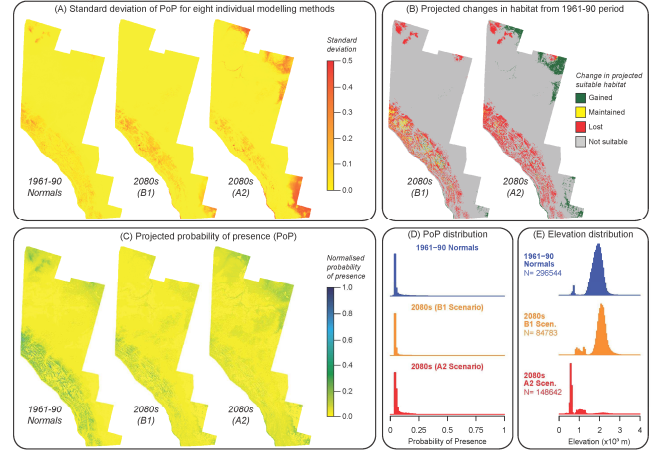 (A) Standard deviation of PoP for eight individual modelling methods
Standard
deviation
0.5
0.4
0.3
0.2
0.1
0.0
1961-90
Normals
2080s
(B1)
2080s
(A2)
(B) Projected changes in habitat from 1961-90 period
Change in projected
suitable habitat
Gained
Maintained
Lost
Not suitable
2080s
(B1)
2080s
(A2)
(C) Projected probability of presence (PoP)
Normalised
probability
of presence
1.0
0.8
0.6
0.4
0.2
0.0
1961-90
Normals
2080s
(B1)
2080s
(A2)
(D) PoP distribution
1961−90 Normals
2080s (B1 Scenario)
2080s (A2 Scenario)
0 0.25 0.5 0.75 1
Probability of Presence
(E) Elevation distribution
1961−90
Normals
N= 296544
2080s
B1 Scen.
N= 84783
2080s
A2 Scen.
N= 148642
0 1 2 3 4
Elevation (x10³ m)